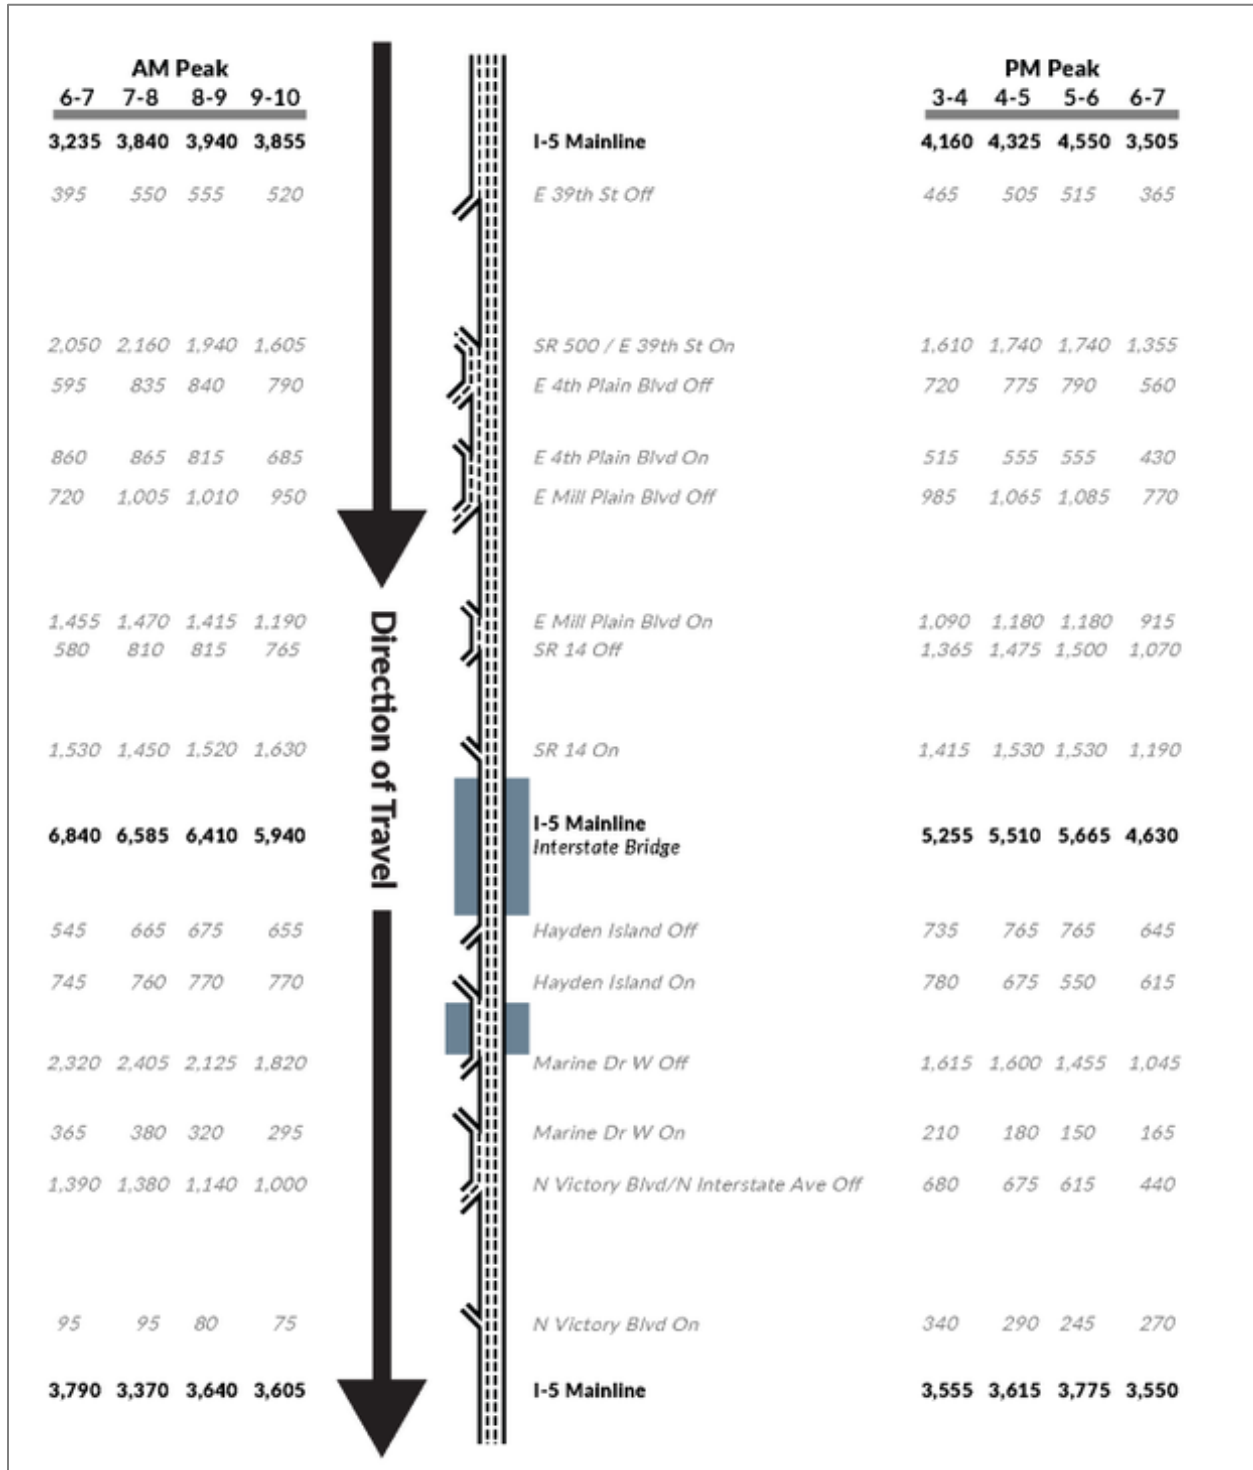 AM Peak PM Peak
6-7 7-8 8-9 9-10 3-4 4-5 5-6 6-7
3,235 3,840 3,940 3,855 I-5 Mainline 4,160 4,325 4,550 3,505
395 550 555 520 E 39th St Off 465 505 515 365
2,050 2,160 1,940 1,605 SR 500 / E 39th St On 1,610 1,740 1,740 1,355
595 835 840 790 E 4th Plain Blvd Off 720 775 790 560
860 865 815 685 E 4th Plain Blvd On 515 555 555 430
720 1,005 1,010 950 E Mill Plain Blvd Off 985 1,065 1,085 770
1,455 1,470 1,415 1,190 E Mill Plain Blvd On 1,090 1,180 1,180 915
580 810 815 765 SR 14 Off 1,365 1,475 1,500 1,070
Direction of Travel
1,530 1,450 1,520 1,630 SR 14 On 1,415 1,530 1,530 1,190
6,840 6,585 6,410 5,940 I-5 Mainline 5,255 5,510 5,665 4,630
Interstate Bridge
545 665 675 655 Hayden Island Off 735 765 765 645
745 760 770 770 Hayden Island On 780 675 550 615
2,320 2,405 2,125 1,820 Marine Dr W Off 1,615 1,600 1,455 1,045
365 380 320 295 Marine Dr W On 210 180 150 165
1,390 1,380 1,140 1,000 N Victory Blvd/N Interstate Ave Off 680 675 615 440
95 95 80 75 N Victory Blvd On 340 290 245 270
3,790 3,370 3,640 3,605 I-5 Mainline 3,555 3,615 3,775 3,550